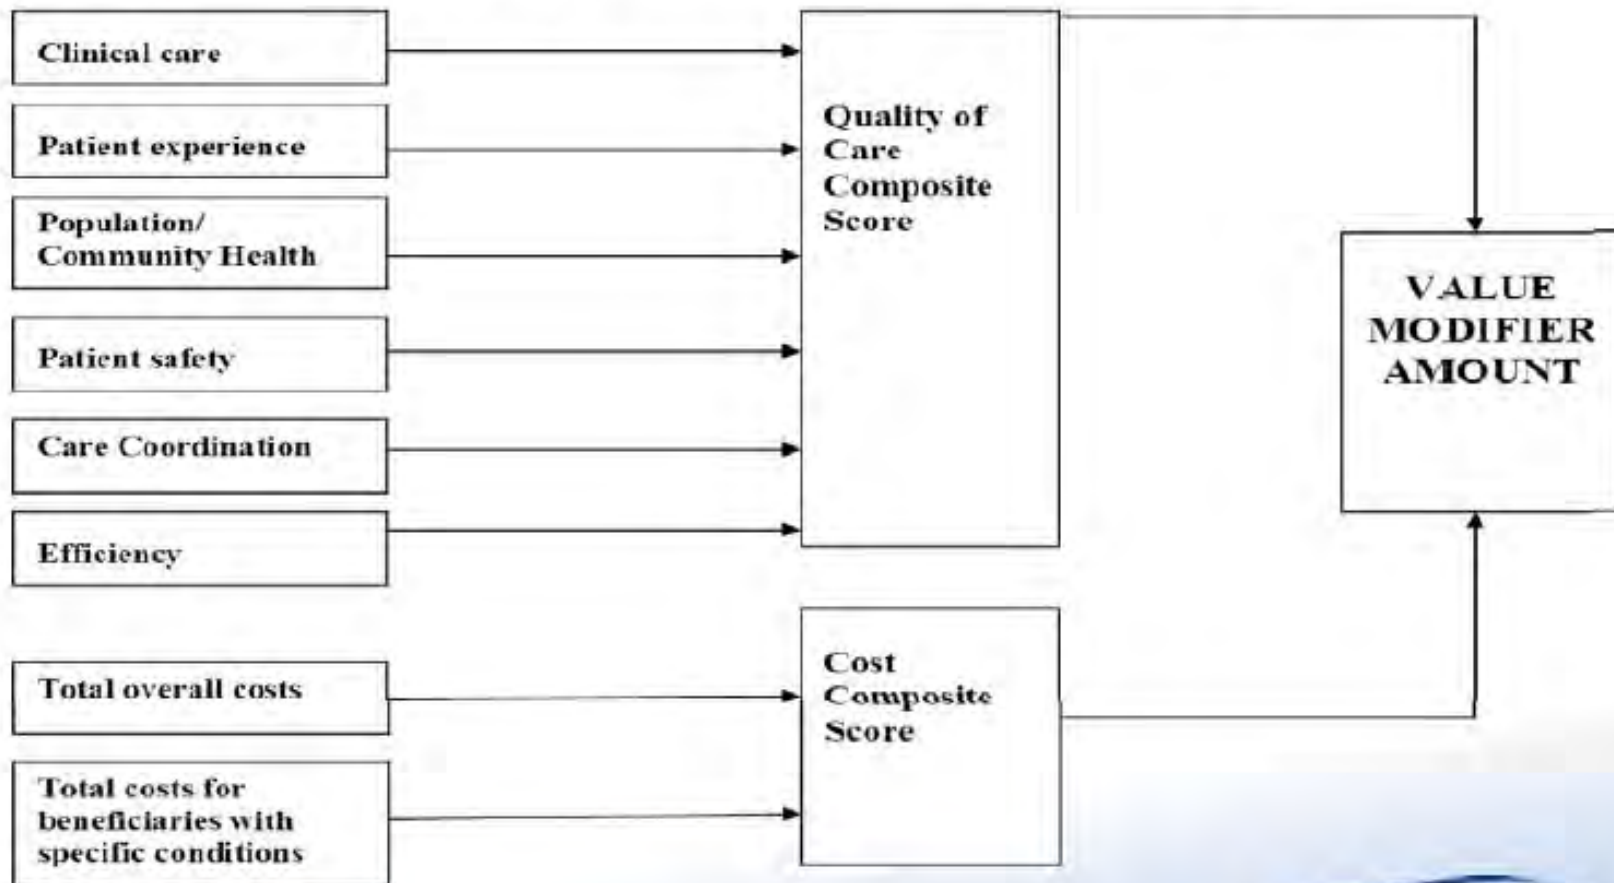 Clinical care
Patient experience
Population/
Community Health
Patient safety
Care Coordination
Efficiency
Total overall costs
Total costs for
beneficiaries with
specific conditions
Quality of
Care
Composite
Score
Cost
Composite
Score
VALUE
MODIFIER
AMOUNT